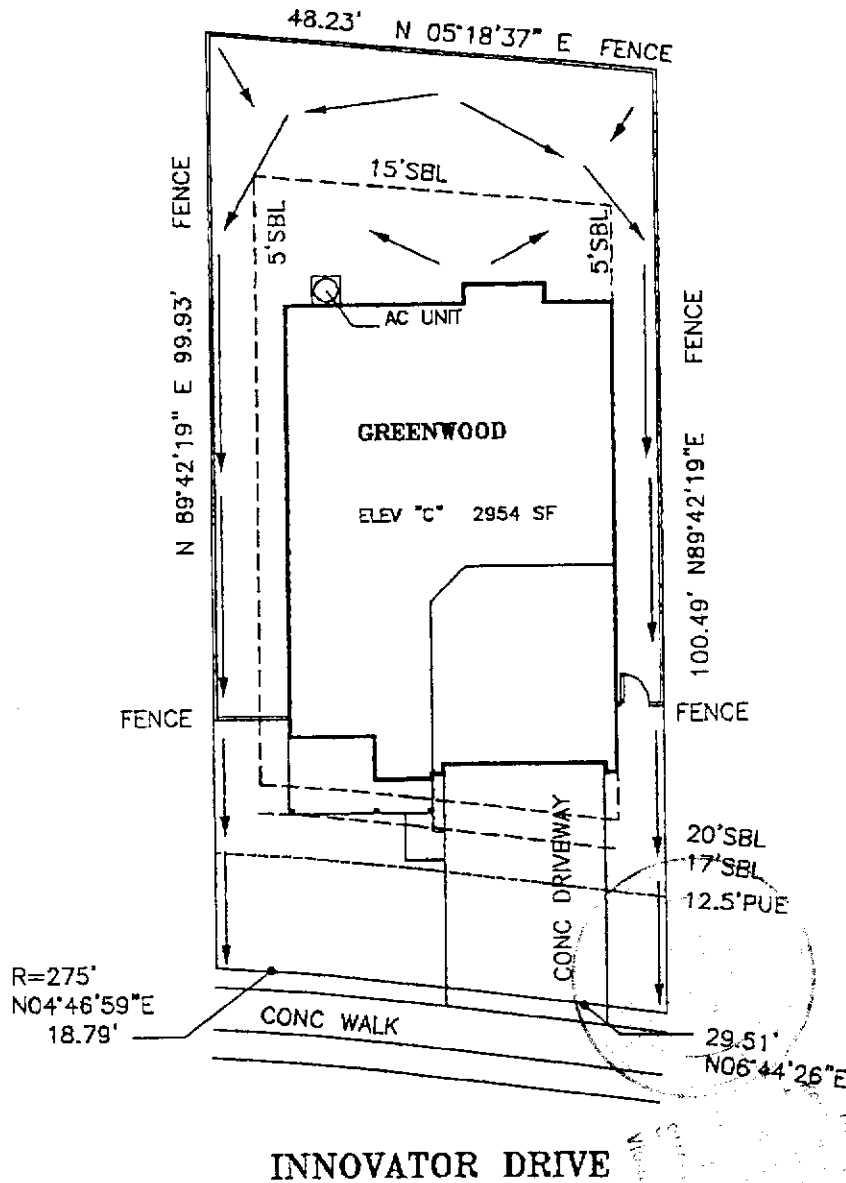 48.23' N 05°18'37" E FENCE
15'SBL
FENCE
5'SBL
5'SBL
AC UNIT
FENCE
N 89°42'19" E 99.93'
GREENWOOD
ELEV "C" 2954 SF
100.49' N89°42'19"E
FENCE
FENCE
CONC DRIVEWAY
20'SBL
17'SBL
12.5'PUE
R=275'
N04°46'59"E
18.79'
CONC WALK
29.51'
N06°44'26"E
INNOVATOR DRIVE